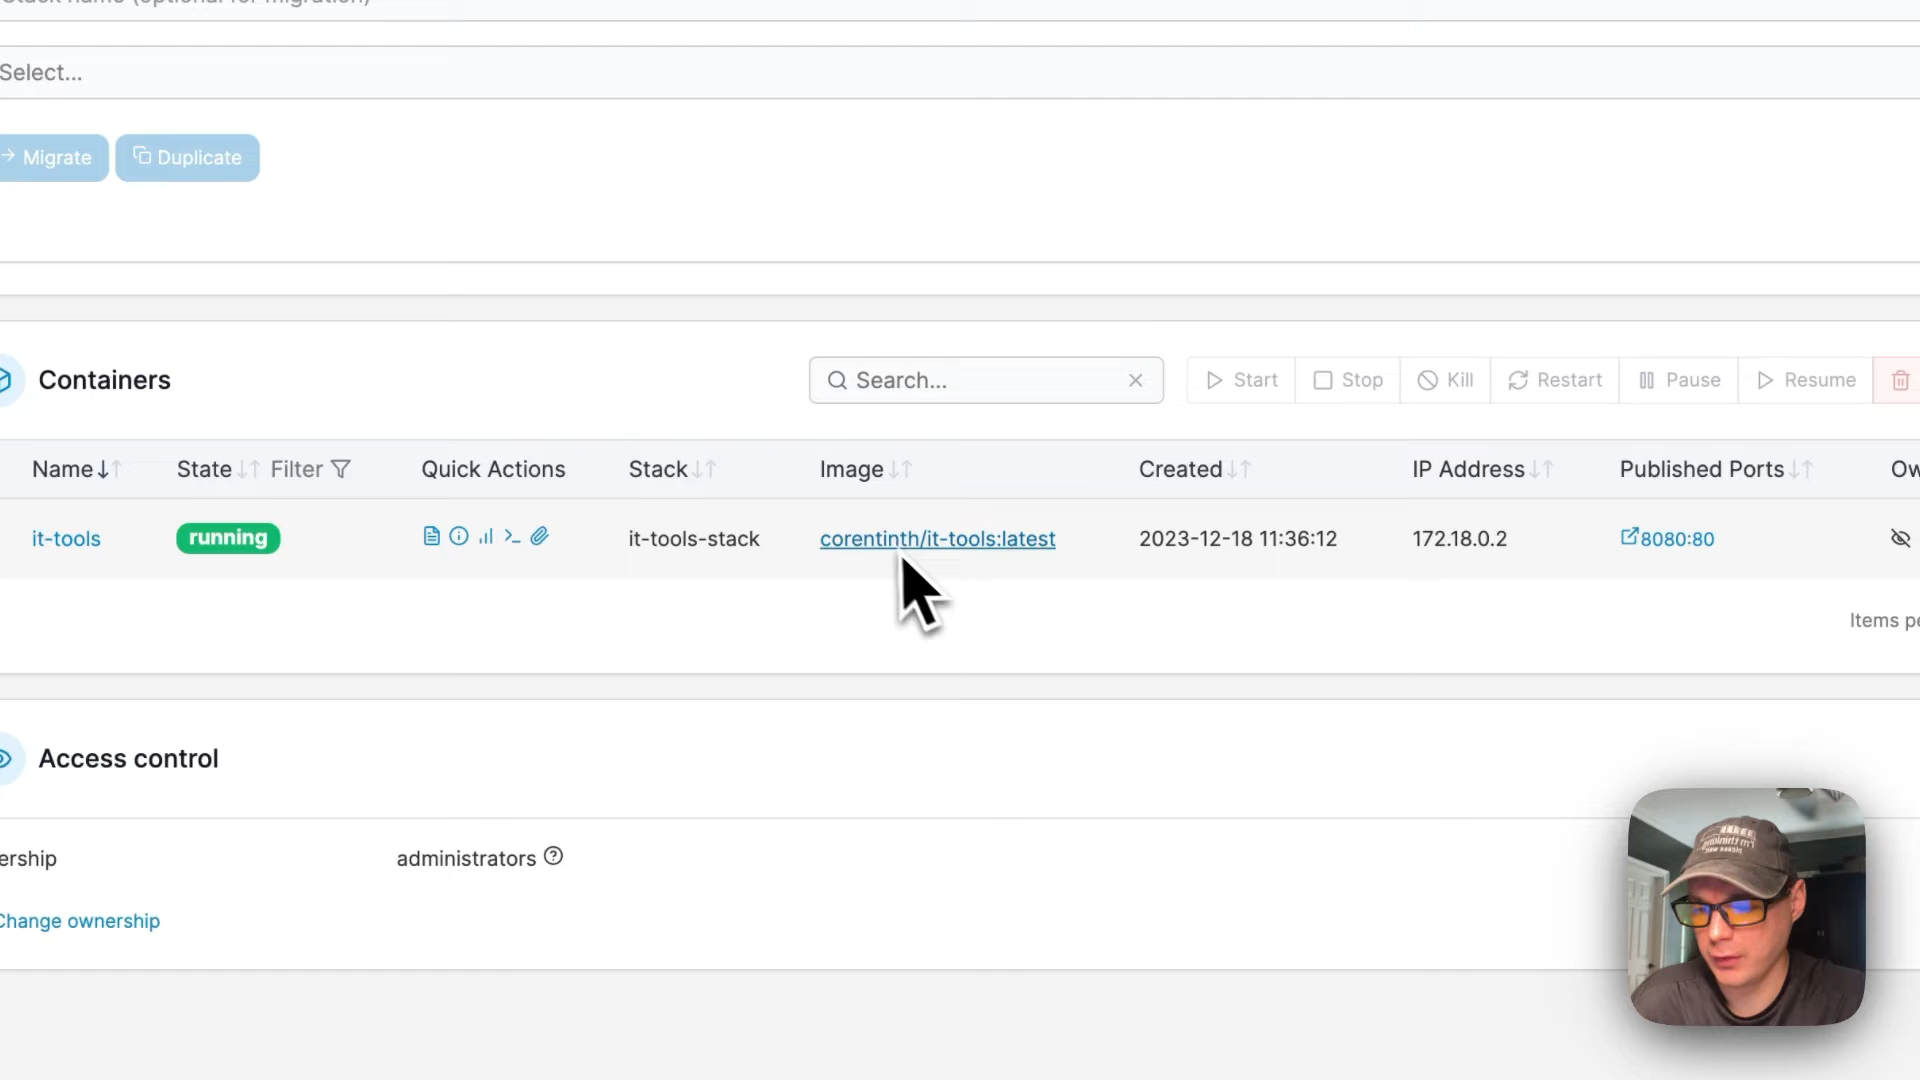 Stack name (optional for migration)
Select...
Migrate
Duplicate
Containers
Search...
Start
Stop
Kill
Restart
Pause
Resume
Name State Filter Quick Actions Stack Image Created IP Address Published Ports Ow
it-tools running it-tools-stack corentinth/it-tools:latest 2023-12-18 11:36:12 172.18.0.2 8080:80
Items pe
Access control
ership administrators
Change ownership